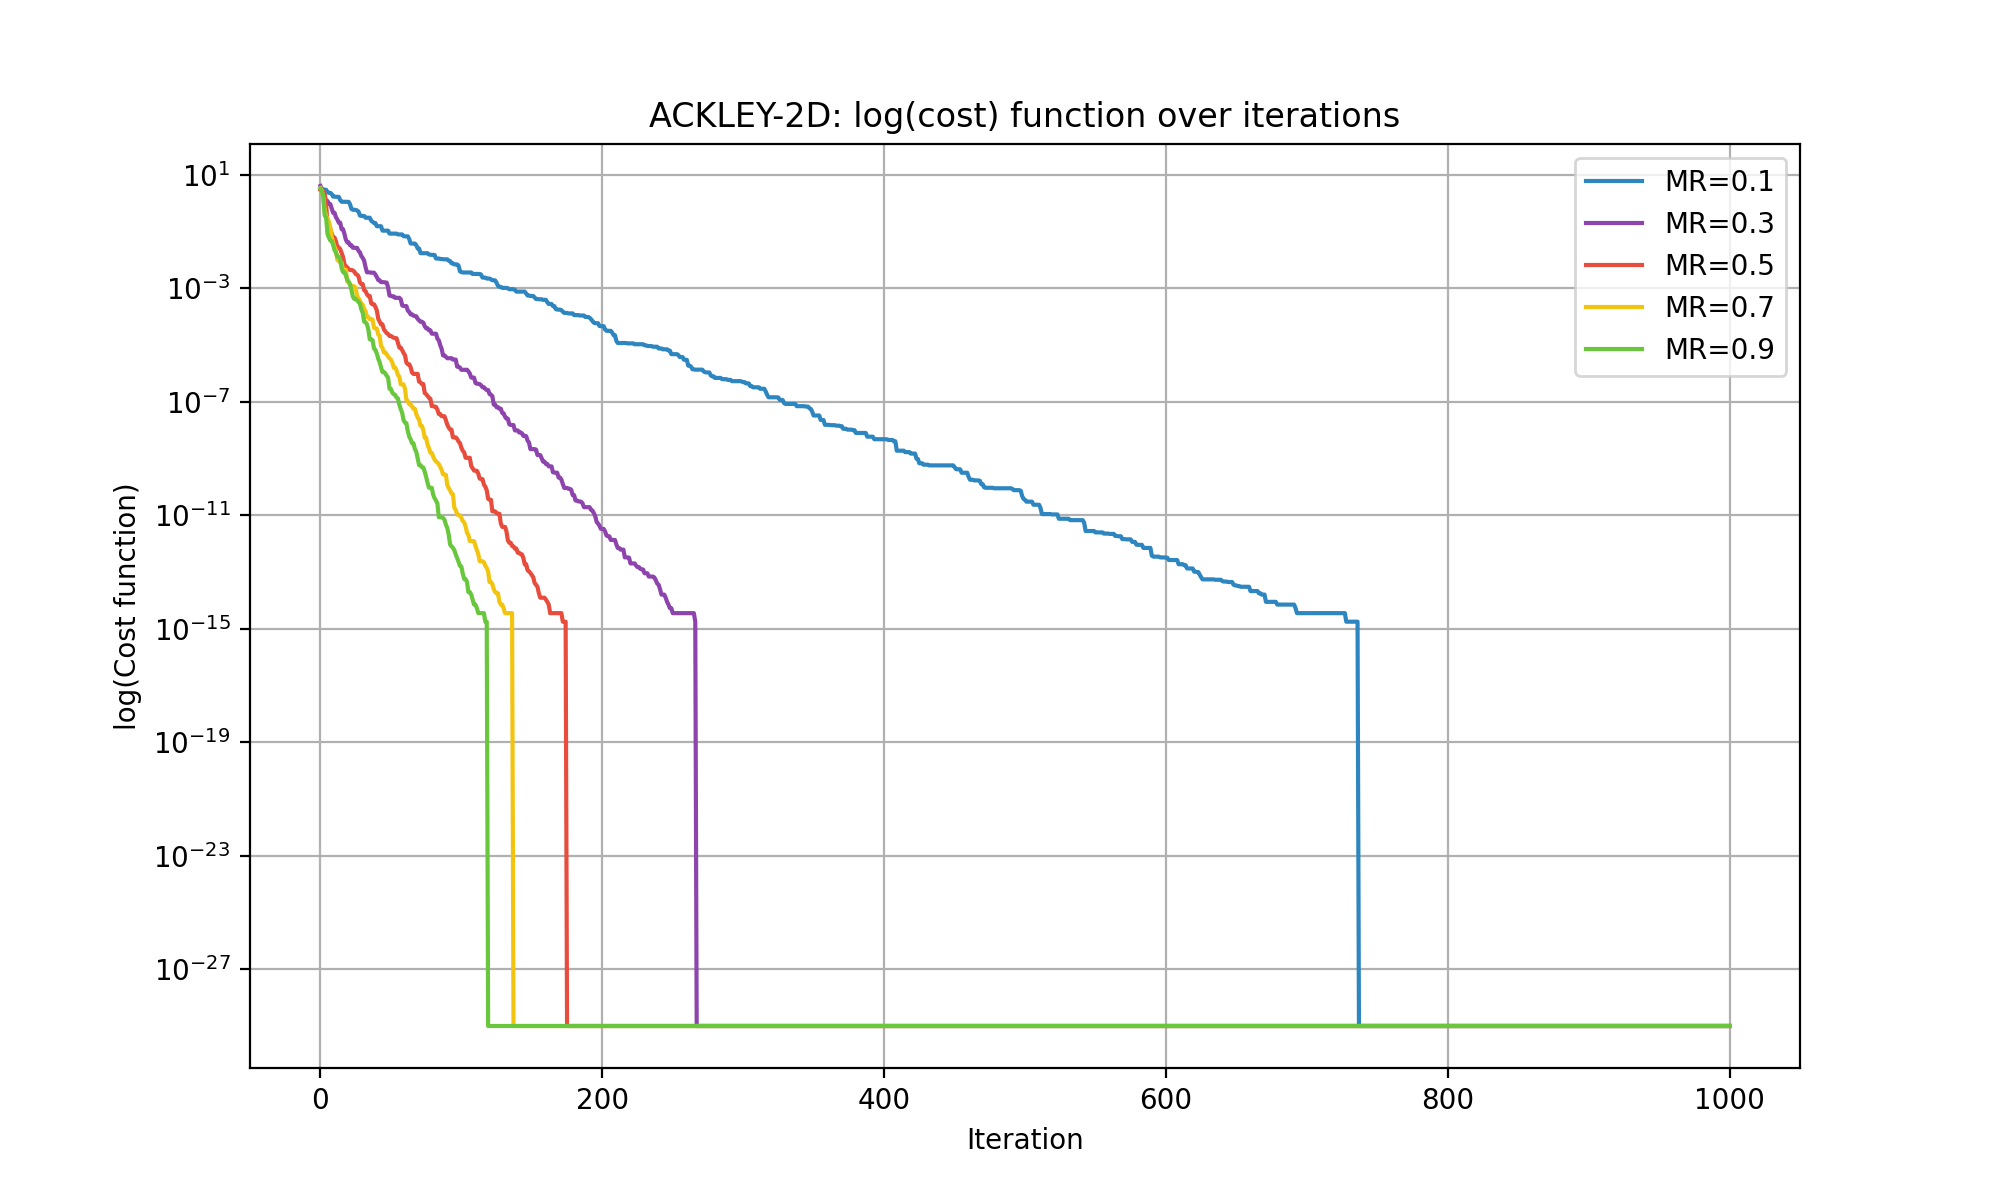 ACKLEY-2D: log(cost) function over iterations
log(Cost function)
10¹
10⁻³
10⁻⁷
10⁻¹¹
10⁻¹⁵
10⁻¹⁹
10⁻²³
10⁻²⁷
MR=0.1
MR=0.3
MR=0.5
MR=0.7
MR=0.9
0 200 400 600 800 1000
Iteration